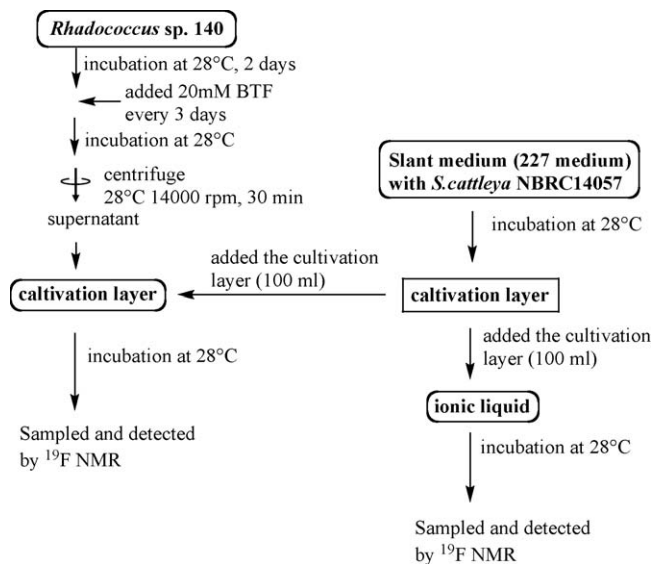 Rhadococcus sp. 140
incubation at 28°C, 2 days
added 20mM BTF
every 3 days
incubation at 28°C
centrifuge
28°C 14000 rpm, 30 min
supernatant
caltivation layer
incubation at 28°C
Sampled and detected
by ¹⁹F NMR
added the cultivation
layer (100 ml)
Slant medium (227 medium)
with S.cattleya NBRC14057
incubation at 28°C
caltivation layer
added the cultivation
layer (100 ml)
ionic liquid
incubation at 28°C
Sampled and detected
by ¹⁹F NMR